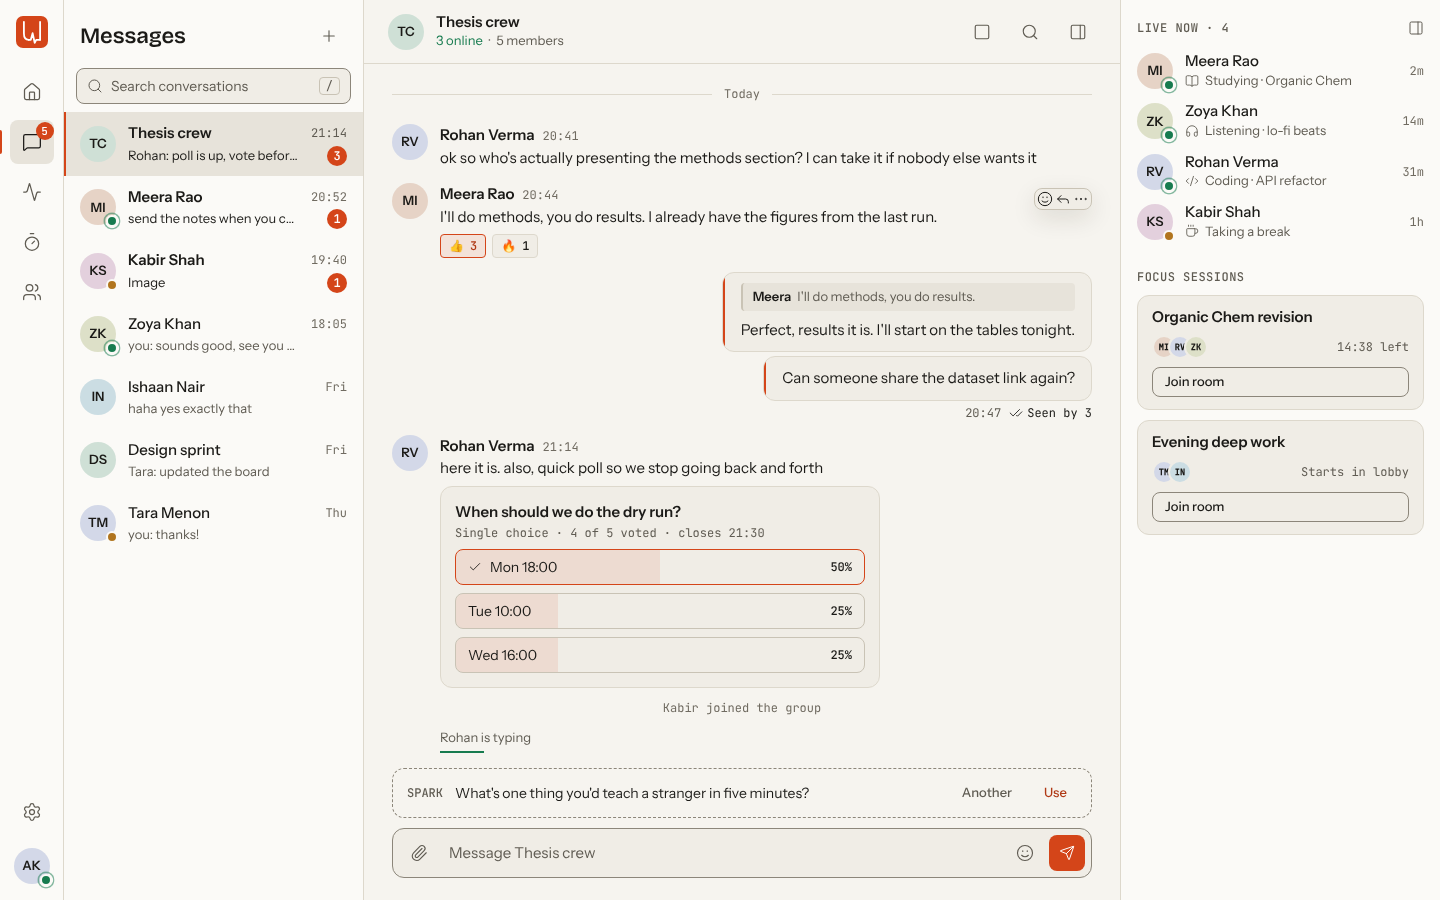 5
AK
Messages
Search conversations /
TC Thesis crew 21:14
Rohan: poll is up, vote befor... 3
MI Meera Rao 20:52
send the notes when you c... 1
KS Kabir Shah 19:40
Image 1
ZK Zoya Khan 18:05
you: sounds good, see you ...
IN Ishaan Nair Fri
haha yes exactly that
DS Design sprint Fri
Tara: updated the board
TM Tara Menon Thu
you: thanks!
TC Thesis crew
3 online · 5 members
Today
RV Rohan Verma 20:41
ok so who's actually presenting the methods section? I can take it if nobody else wants it
MI Meera Rao 20:44
I'll do methods, you do results. I already have the figures from the last run.
👍 3 🔥 1
Meera I'll do methods, you do results.
Perfect, results it is. I'll start on the tables tonight.
Can someone share the dataset link again?
20:47 Seen by 3
RV Rohan Verma 21:14
here it is. also, quick poll so we stop going back and forth
When should we do the dry run?
Single choice · 4 of 5 voted · closes 21:30
Mon 18:00 50%
Tue 10:00 25%
Wed 16:00 25%
Kabir joined the group
Rohan is typing
SPARK What's one thing you'd teach a stranger in five minutes? Another Use
Message Thesis crew
LIVE NOW · 4
MI Meera Rao 2m
Studying · Organic Chem
ZK Zoya Khan 14m
Listening · lo-fi beats
RV Rohan Verma 31m
Coding · API refactor
KS Kabir Shah 1h
Taking a break
FOCUS SESSIONS
Organic Chem revision
MI RV ZK 14:38 left
Join room
Evening deep work
TM IN Starts in lobby
Join room